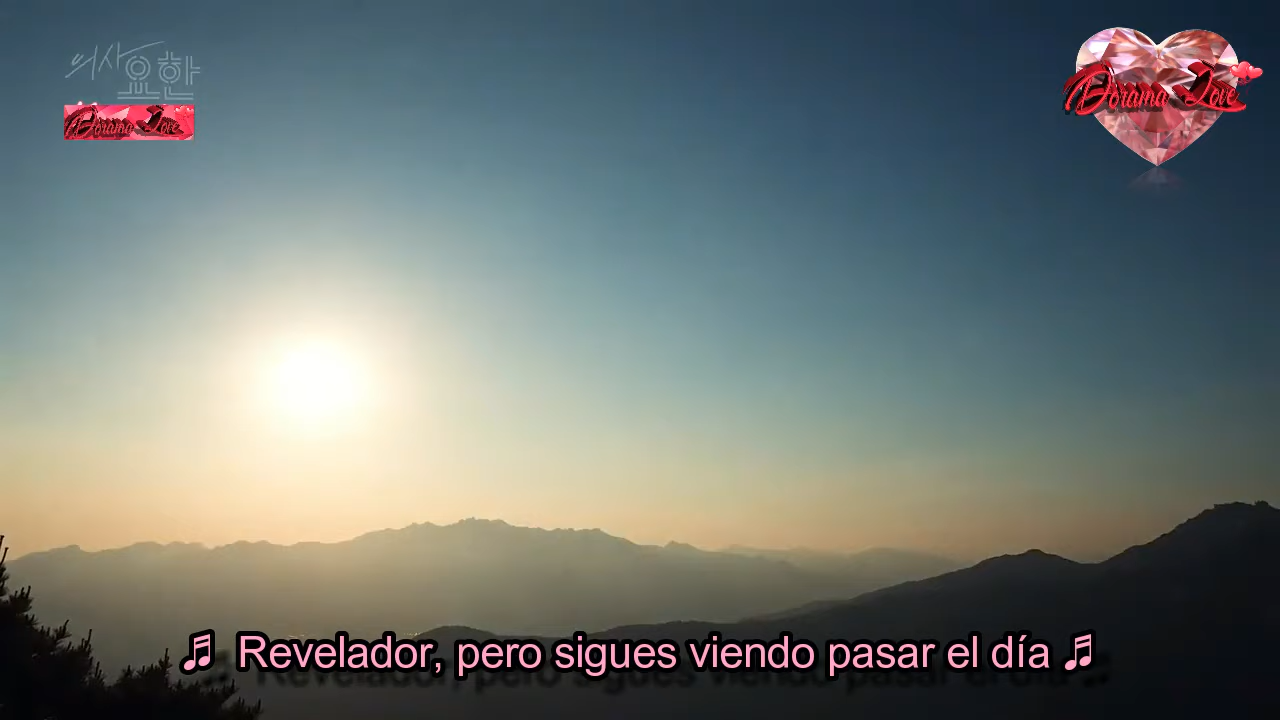 의사요한
Dorama Love
Dorama Love
♫ Revelador, pero sigues viendo pasar el día ♫